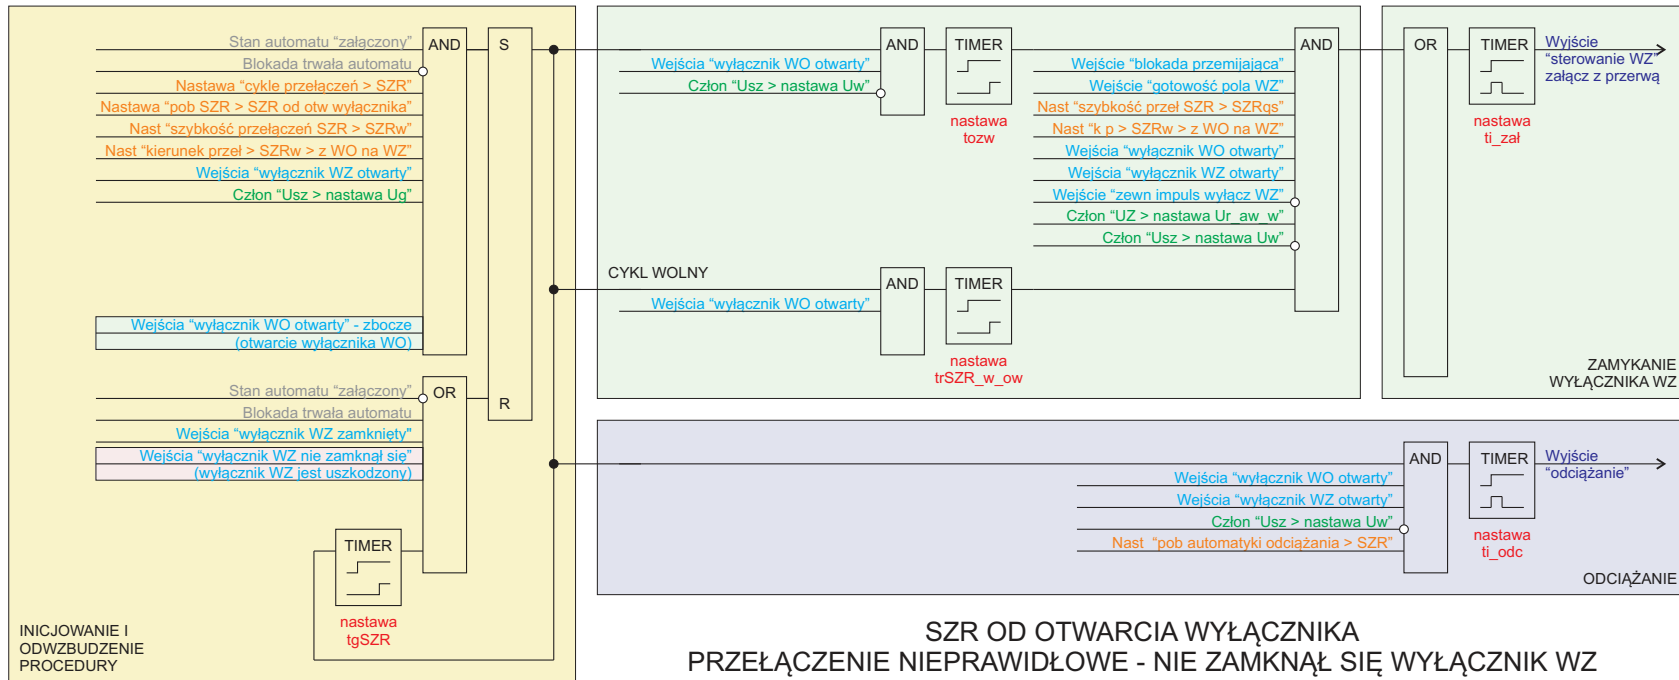 Stan automatu “załączony”
Blokada trwała automatu
Nastawa “cykle przełączeń > SZR”
Nastawa “pob SZR > SZR od otw wyłącznika”
Nast “szybkość przełączeń SZR > SZRw”
Nast “kierunek przeł > SZRw > z WO na WZ”
Wejścia “wyłącznik WZ otwarty”
Człon “Usz > nastawa Ug”
Wejścia “wyłącznik WO otwarty” - zbocze
(otwarcie wyłącznika WO)
AND
S
R
Stan automatu “załączony”
Blokada trwała automatu
Wejścia “wyłącznik WZ zamknięty”
Wejścia “wyłącznik WZ nie zamknął się”
(wyłącznik WZ jest uszkodzony)
OR
TIMER
nastawa
tgSZR
INICJOWANIE I
ODWZBUDZENIE
PROCEDURY
Wejścia “wyłącznik WO otwarty”
Człon “Usz > nastawa Uw”
AND
TIMER
nastawa
tozw
CYKL WOLNY
Wejścia “wyłącznik WO otwarty”
AND
TIMER
nastawa
trSZR_w_ow
Wejście “blokada przemijająca”
Wejście “gotowość pola WZ”
Nast “szybkość przeł SZR > SZRqs”
Nast “k p > SZRw > z WO na WZ”
Wejścia “wyłącznik WO otwarty”
Wejścia “wyłącznik WZ otwarty”
Wejście “zewn impuls wyłącz WZ”
Człon “UZ > nastawa Ur_aw_w”
Człon “Usz > nastawa Uw”
AND
OR
TIMER
nastawa
ti_zał
Wyjście
“sterowanie WZ”
załącz z przerwą
ZAMYKANIE
WYŁĄCZNIKA WZ
Wejścia “wyłącznik WO otwarty”
Wejścia “wyłącznik WZ otwarty”
Człon “Usz > nastawa Uw”
Nast “pob automatyki odciążania > SZR”
AND
TIMER
nastawa
ti_odc
Wyjście
“odciążanie”
ODCIĄŻANIE
SZR OD OTWARCIA WYŁĄCZNIKA
PRZEŁĄCZENIE NIEPRAWIDŁOWE - NIE ZAMKNĄŁ SIĘ WYŁĄCZNIK WZ